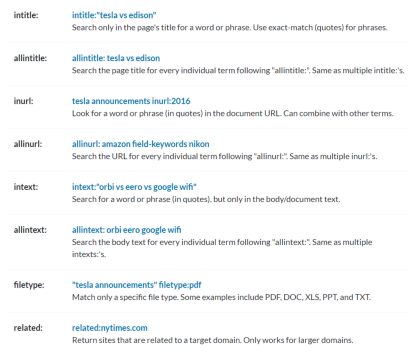 intitle: intitle:"tesla vs edison"
Search only in the page's title for a word or phrase. Use exact-match (quotes) for phrases.
allintitle: allintitle: tesla vs edison
Search the page title for every individual term following "allintitle:". Same as multiple intitle:'s.
inurl: tesla announcements inurl:2016
Look for a word or phrase (in quotes) in the document URL. Can combine with other terms.
allinurl: allinurl: amazon field-keywords nikon
Search the URL for every individual term following "allinurl:". Same as multiple inurl:'s.
intext: intext:"orbi vs eero vs google wifi"
Search for a word or phrase (in quotes), but only in the body/document text.
allintext: allintext: orbi eero google wifi
Search the body text for every individual term following "allintext:". Same as multiple
intexts:'s.
filetype: "tesla announcements" filetype:pdf
Match only a specific file type. Some examples include PDF, DOC, XLS, PPT, and TXT.
related: related:nytimes.com
Return sites that are related to a target domain. Only works for larger domains.